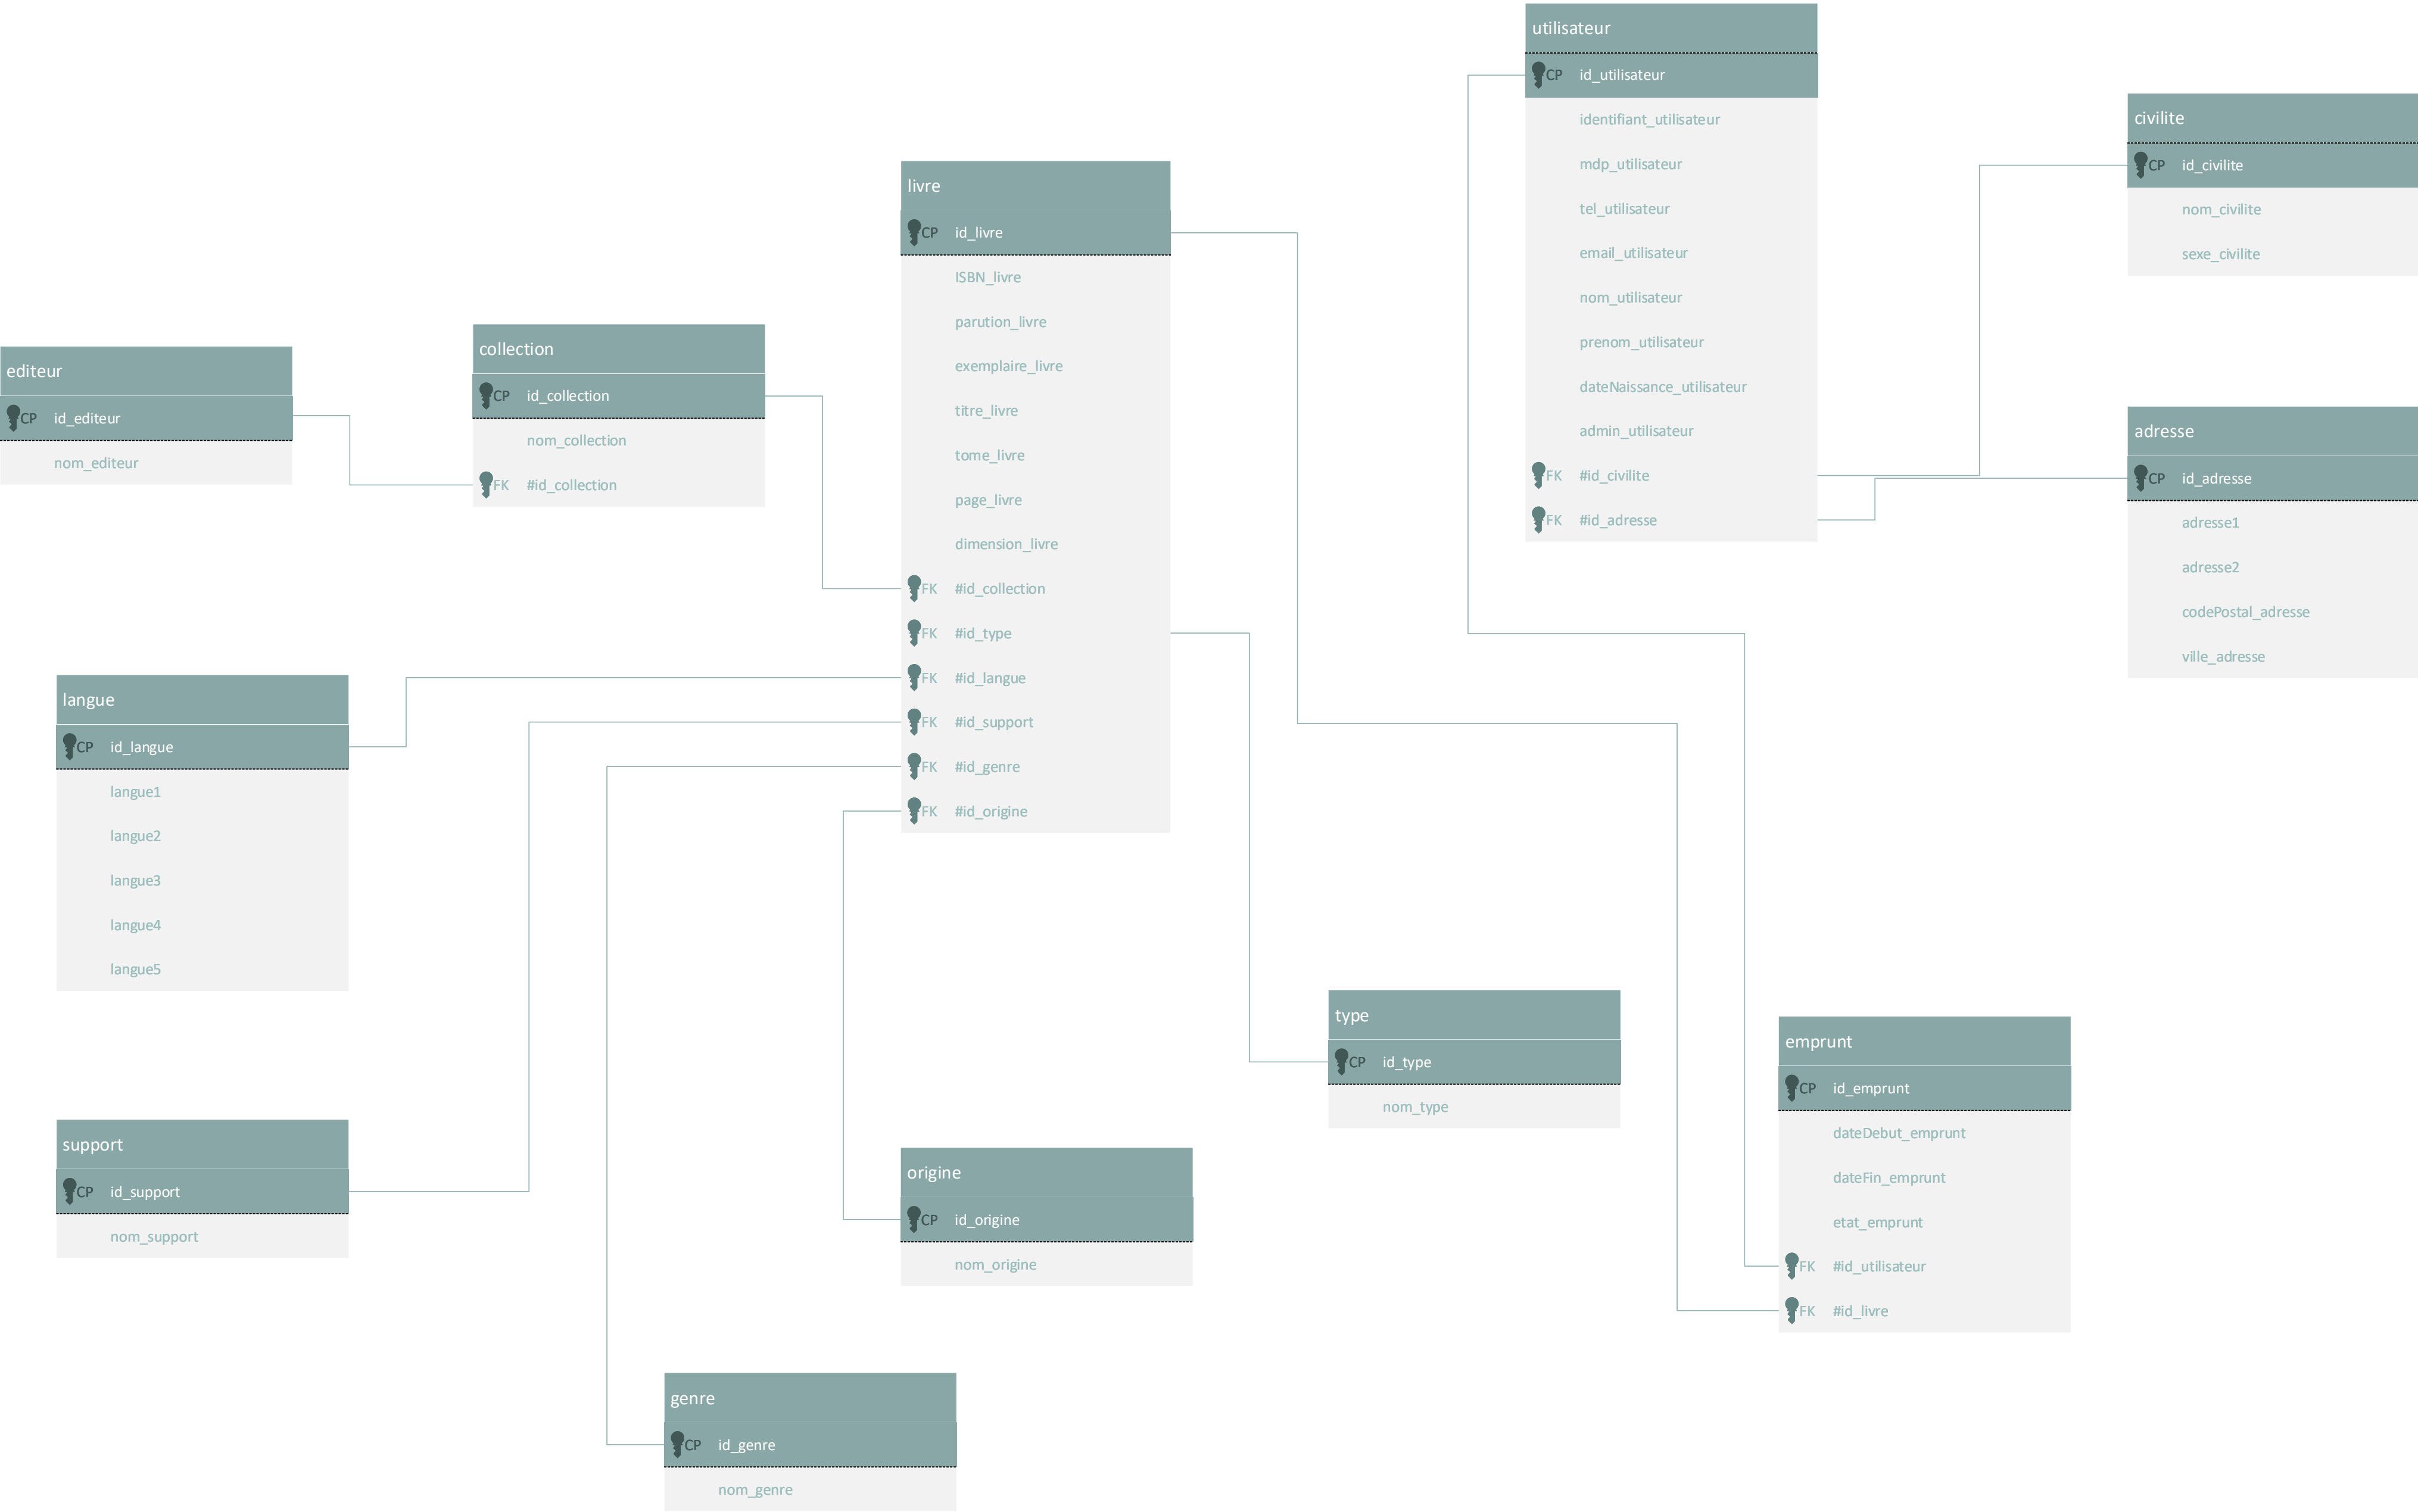 utilisateur
CP id_utilisateur
identifiant_utilisateur
mdp_utilisateur
tel_utilisateur
email_utilisateur
nom_utilisateur
prenom_utilisateur
dateNaissance_utilisateur
admin_utilisateur
FK #id_civilite
FK #id_adresse
civilite
CP id_civilite
nom_civilite
sexe_civilite
livre
CP id_livre
ISBN_livre
parution_livre
exemplaire_livre
titre_livre
tome_livre
page_livre
dimension_livre
FK #id_collection
FK #id_type
FK #id_langue
FK #id_support
FK #id_genre
FK #id_origine
collection
CP id_collection
nom_collection
FK #id_collection
editeur
CP id_editeur
nom_editeur
adresse
CP id_adresse
adresse1
adresse2
codePostal_adresse
ville_adresse
langue
CP id_langue
langue1
langue2
langue3
langue4
langue5
type
CP id_type
nom_type
emprunt
CP id_emprunt
dateDebut_emprunt
dateFin_emprunt
etat_emprunt
FK #id_utilisateur
FK #id_livre
support
CP id_support
nom_support
origine
CP id_origine
nom_origine
genre
CP id_genre
nom_genre